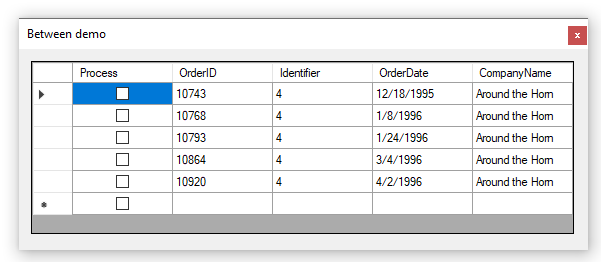 Between demo x
Process OrderID Identifier OrderDate CompanyName
10743 4 12/18/1995 Around the Horn
10768 4 1/8/1996 Around the Horn
10793 4 1/24/1996 Around the Horn
10864 4 3/4/1996 Around the Horn
10920 4 4/2/1996 Around the Horn